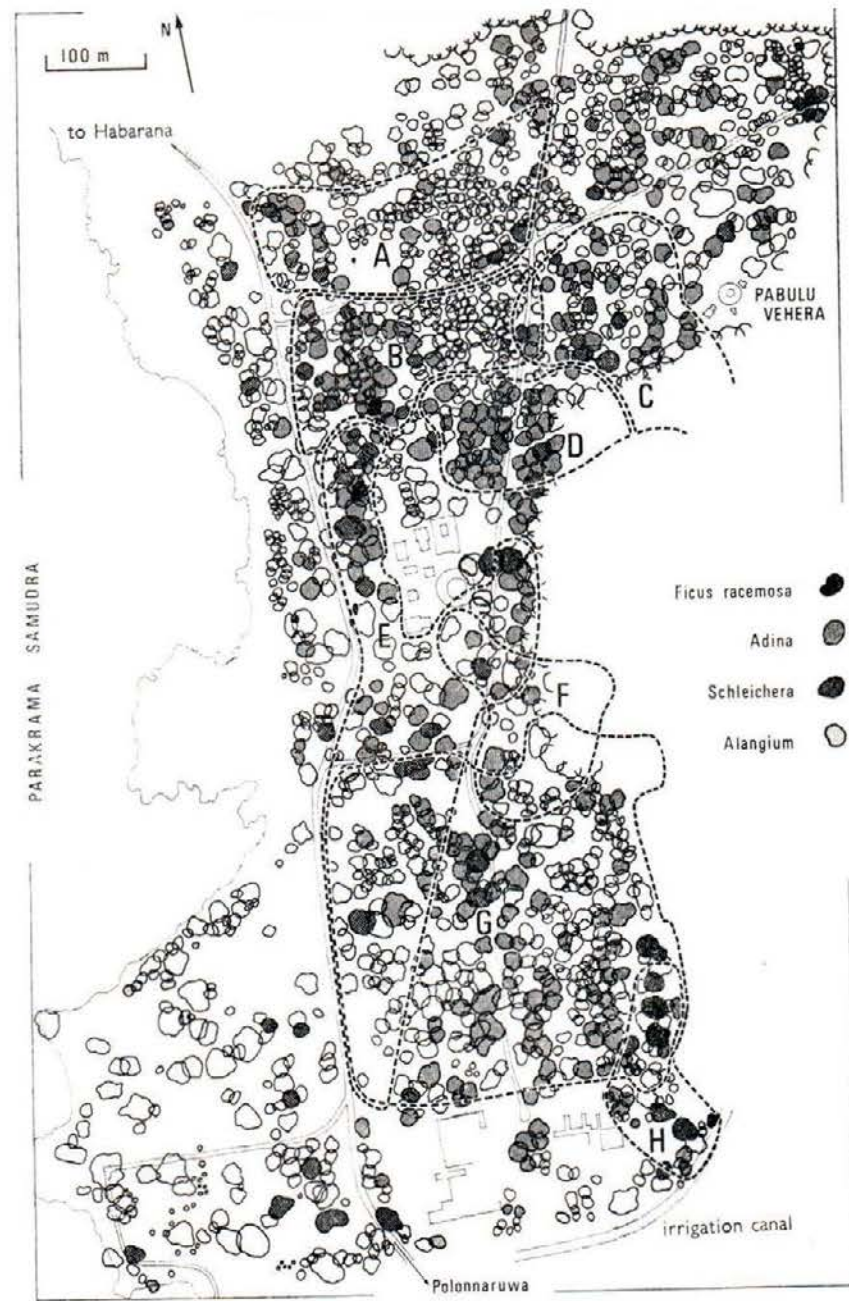 N
100 m
to Habarana
A
B
PABULU
VEHERA
C
D
PARAKRAMA SAMUDRA
E
F
Ficus racemosa
Adina
Schleichera
Alangium
G
H
irrigation canal
Polonnaruwa